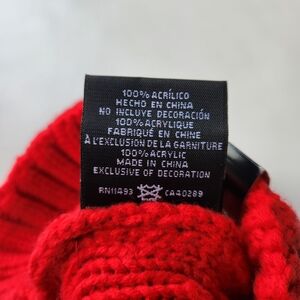 100% ACRÍLICO
HECHO EN CHINA
NO INCLUYE DECORACIÓN
100% ACRYLIQUE
FABRIQUÉ EN CHINE
À L'EXCLUSION DE LA GARNITURE
100% ACRYLIC
MADE IN CHINA
EXCLUSIVE OF DECORATION
RN11493 CA40289